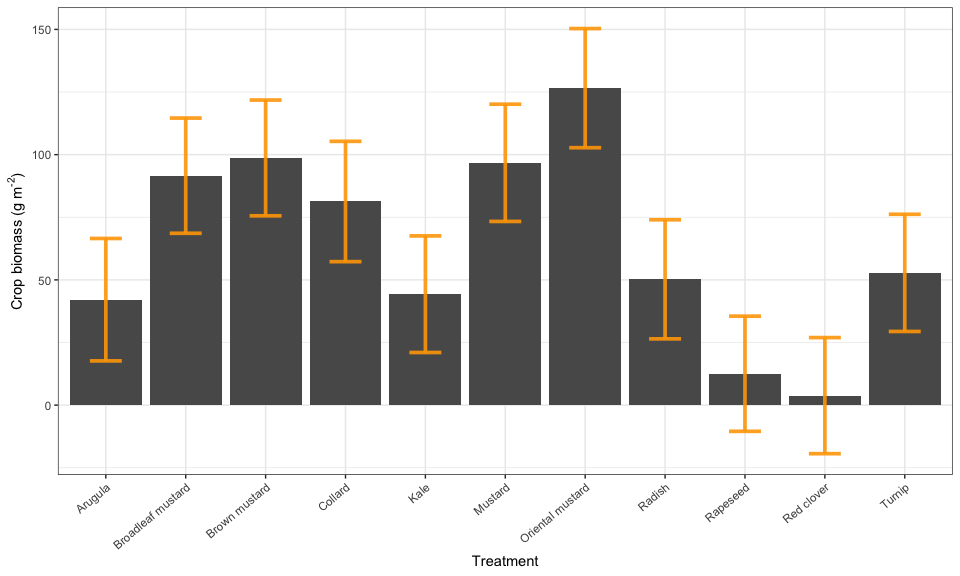 Crop biomass (g m⁻²)
150
100
50
0
Arugula
Broadleaf mustard
Brown mustard
Collard
Kale
Mustard
Oriental mustard
Radish
Rapeseed
Red clover
Turnip
Treatment